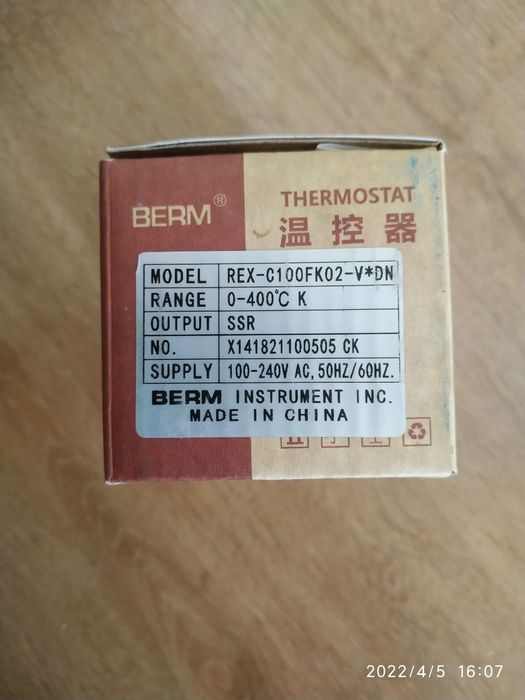 BERM®
THERMOSTAT
温控器
MODEL REX-C100FK02-V*DN
RANGE 0-400℃ K
OUTPUT SSR
NO. X141821100505 CK
SUPPLY 100-240V AC, 50HZ/60HZ.
BERM INSTRUMENT INC.
MADE IN CHINA
2022/4/5 16:07